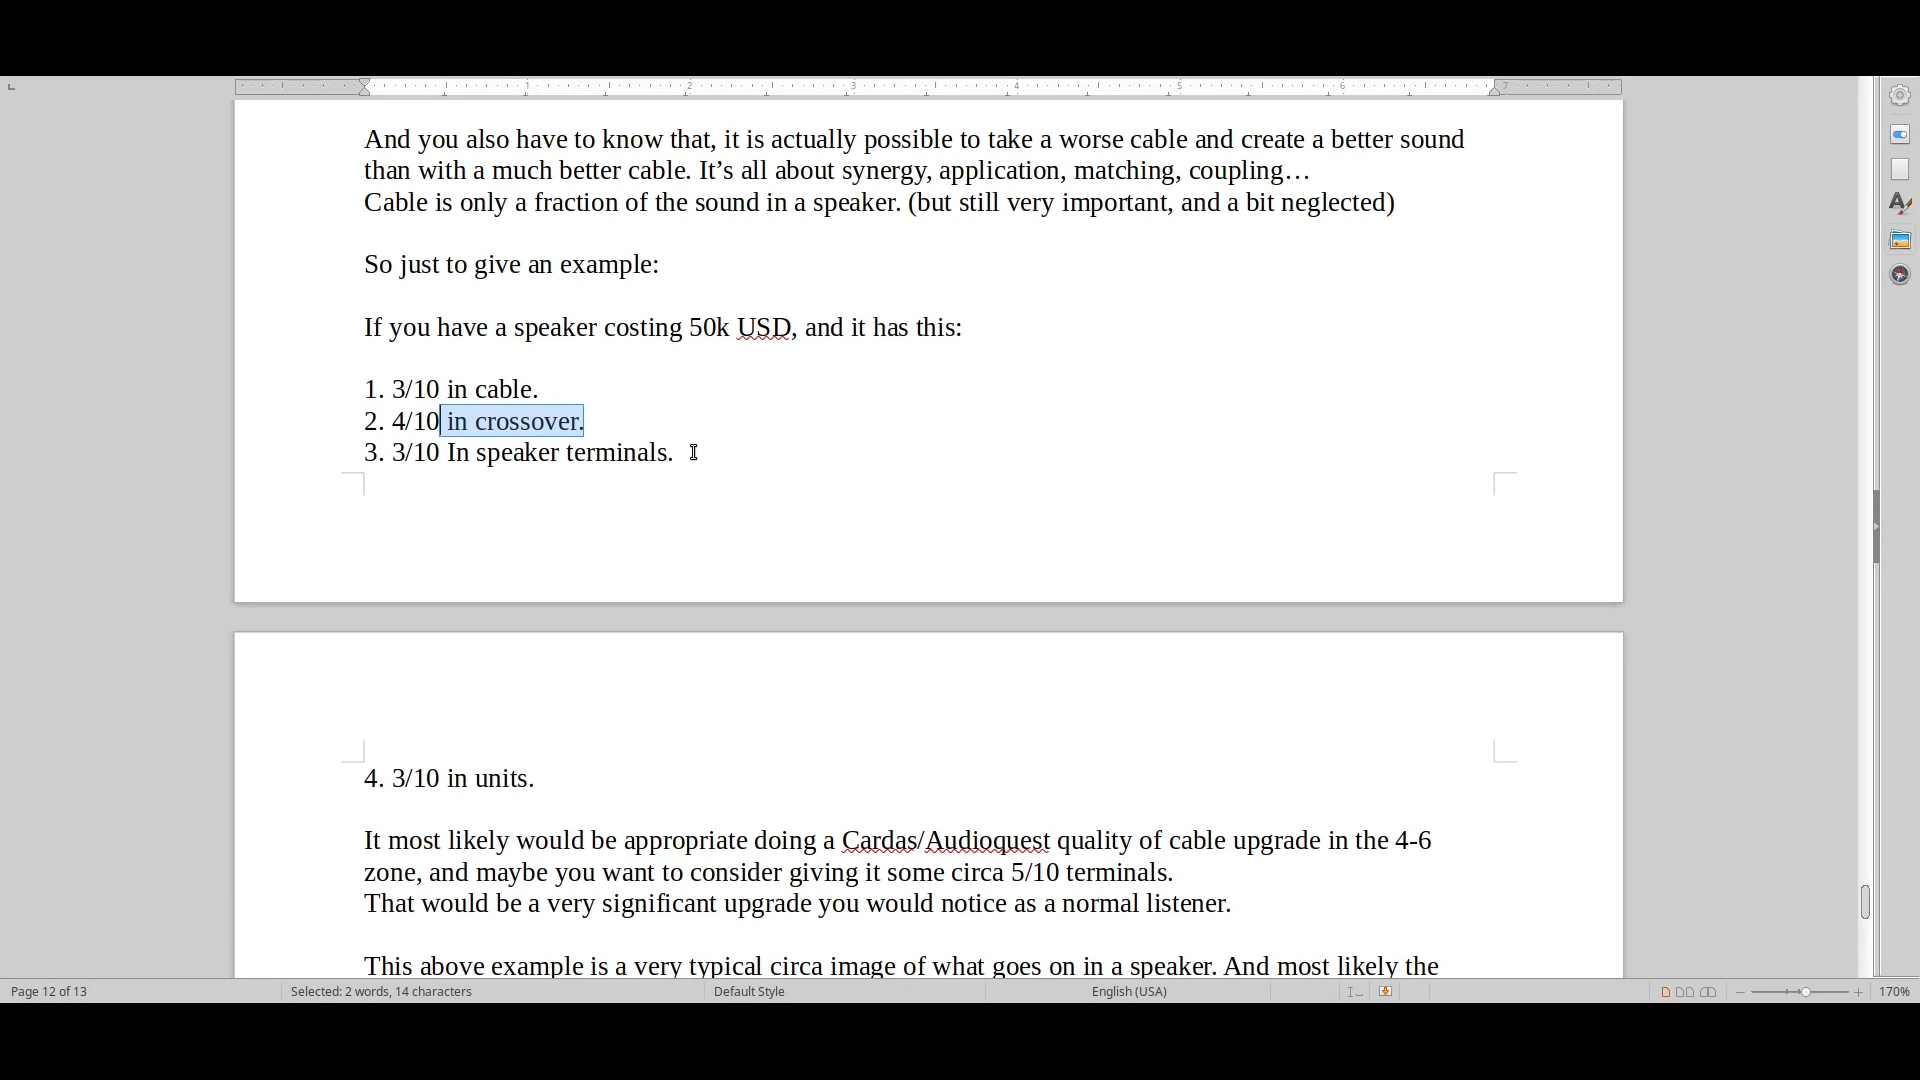 1 2 3 4 5 6 7
And you also have to know that, it is actually possible to take a worse cable and create a better sound
than with a much better cable. It’s all about synergy, application, matching, coupling…
Cable is only a fraction of the sound in a speaker. (but still very important, and a bit neglected)
So just to give an example:
If you have a speaker costing 50k USD, and it has this:
1. 3/10 in cable.
2. 4/10 in crossover.
3. 3/10 In speaker terminals.
4. 3/10 in units.
It most likely would be appropriate doing a Cardas/Audioquest quality of cable upgrade in the 4-6
zone, and maybe you want to consider giving it some circa 5/10 terminals.
That would be a very significant upgrade you would notice as a normal listener.
This above example is a very typical circa image of what goes on in a speaker. And most likely the
Page 12 of 13 Selected: 2 words, 14 characters Default Style English (USA) 170%